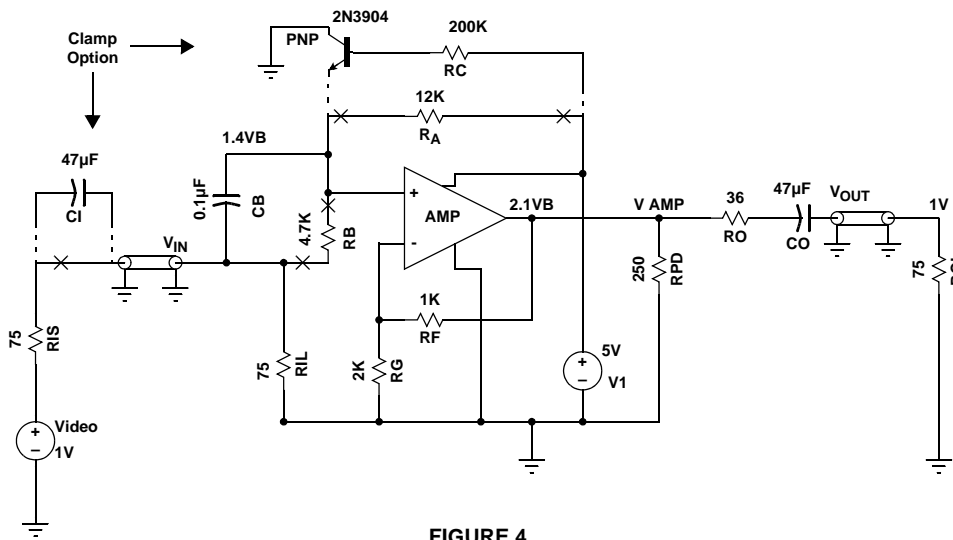 2N3904
PNP
200K
RC
Clamp
Option
12K
RA
1.4VB
47µF
CI
0.1µF
CB
4.7K
RB
+
-
AMP
2.1VB
V AMP
36
RO
47µF
CO
VOUT
1V
75
VIN
250
RPD
1K
RF
2K
RG
75
RIL
75
RIS
+
−
5V
V1
+
−
Video
1V
FIGURE 4